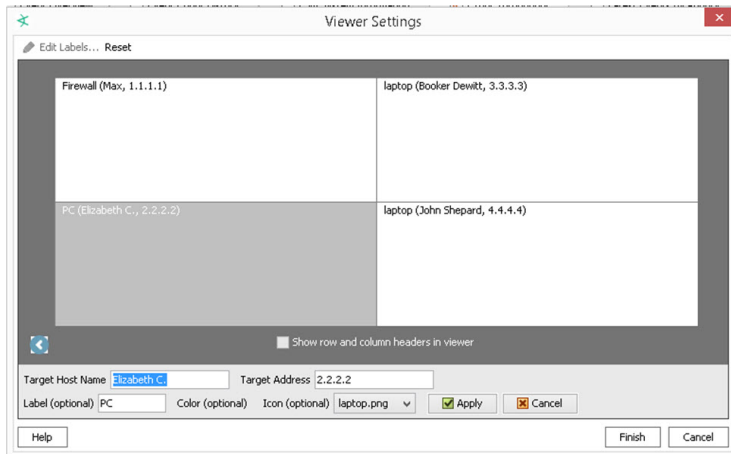 Viewer Settings
Edit Labels... Reset
Firewall (Max, 1.1.1.1)
laptop (Booker Dewitt, 3.3.3.3)
PC (Elizabeth C., 2.2.2.2)
laptop (John Shepard, 4.4.4.4)
Show row and column headers in viewer
Target Host Name Elizabeth C. Target Address 2.2.2.2
Label (optional) PC Color (optional) Icon (optional) laptop.png Apply Cancel
Help Finish Cancel